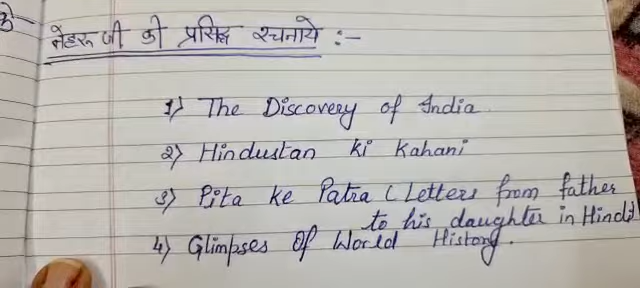 नेहरू जी की प्रसिद्ध रचनाये :-
1) The Discovery of India.
2) Hindustan ki Kahani
3) Pita ke Patra (Letters from father
to his daughter in Hindi)
4) Glimpses Of World History.